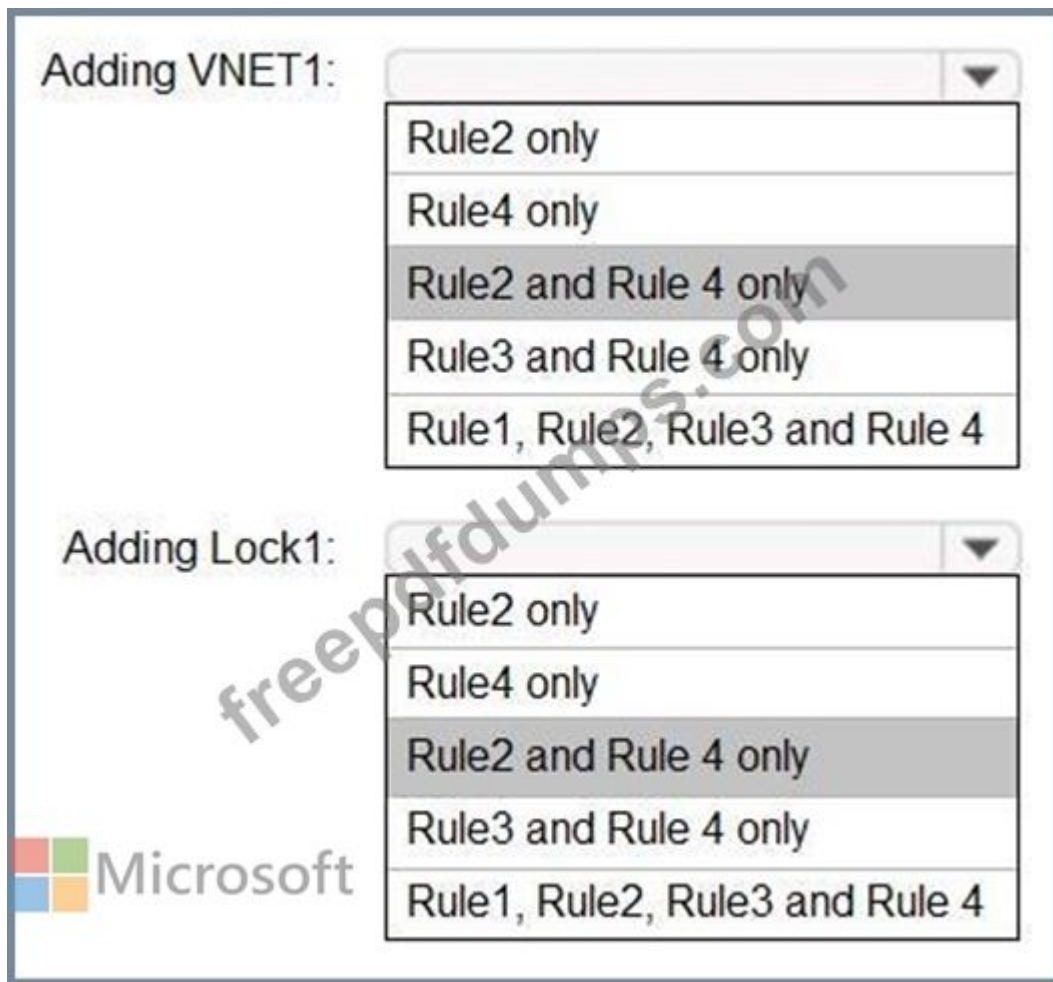 Adding VNET1:
Rule2 only
Rule4 only
Rule2 and Rule 4 only
Rule3 and Rule 4 only
Rule1, Rule2, Rule3 and Rule 4
Adding Lock1:
Rule2 only
Rule4 only
Rule2 and Rule 4 only
Rule3 and Rule 4 only
Rule1, Rule2, Rule3 and Rule 4
freepdfdumps.com
Microsoft